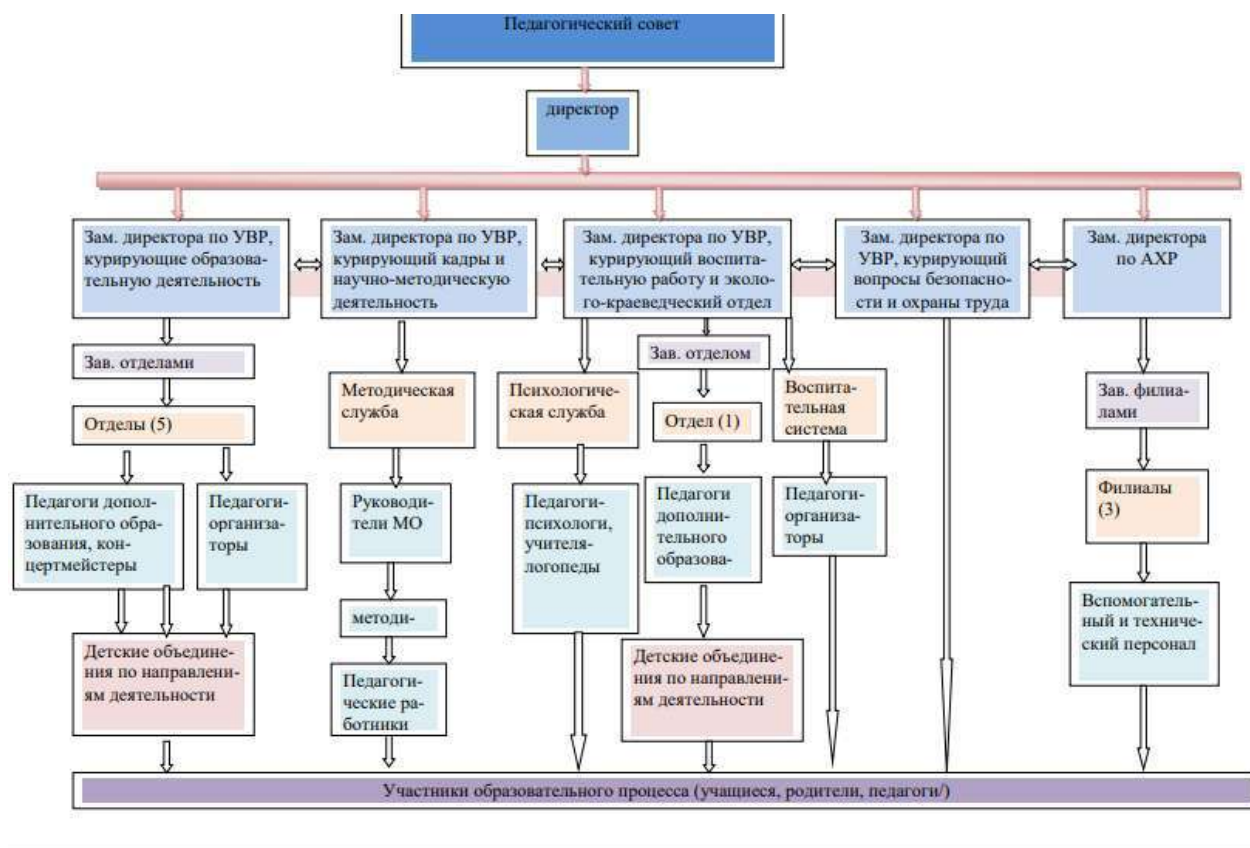 Педагогический совет
директор
Зам. директора по УВР,
курирующие образова-
тельную деятельность
Зам. директора по УВР,
курирующий кадры и
научно-методическую
деятельность
Зам. директора по УВР,
курирующий воспита-
тельную работу и эколо-
го-краеведческий отдел
Зам. директора по
УВР, курирующий
вопросы безопасно-
сти и охраны труда
Зам. директора
по АХР
Зав. отделами
Отделы (5)
Методическая
служба
Психологиче-
ская служба
Зав. отделом
Отдел (1)
Воспита-
тельная
система
Зав. филиа-
лами
Филиалы
(3)
Педагоги допол-
нительного обра-
зования, кон-
цертмейстеры
Педагоги-
организа-
торы
Руководи-
тели МО
Педагоги-
психологи,
учителя-
логопеды
Педагоги
дополни-
тельного
образова-
Педагоги-
организа-
торы
Вспомогатель-
ный и техниче-
ский персонал
методи-
Детские объедине-
ния по направлени-
ям деятельности
Педагоги-
ческие ра-
ботники
Детские объедине-
ния по направлени-
ям деятельности
Участники образовательного процесса (учащиеся, родители, педагоги/)